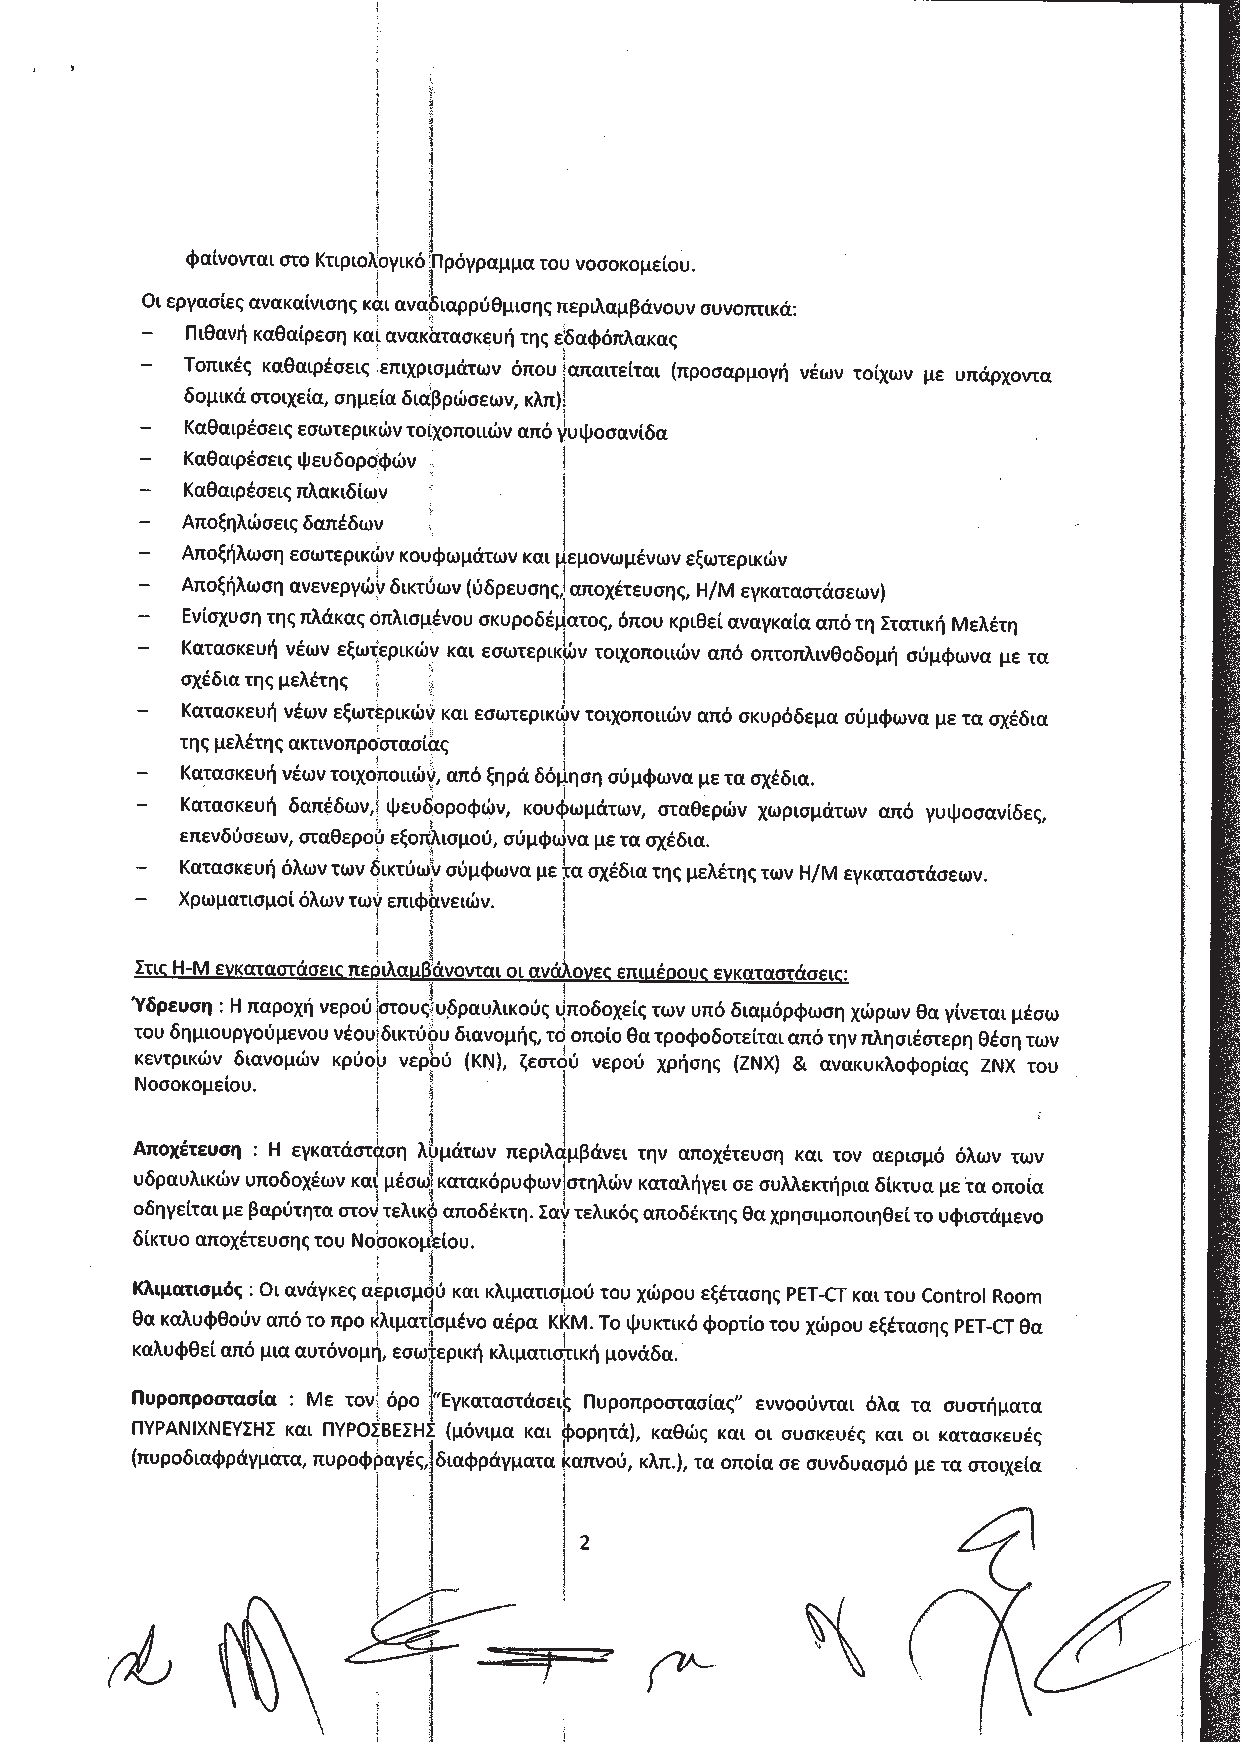 φαίνονται στο Κτιριολογικό Πρόγραμμα του νοσοκομείου.
Οι εργασίες ανακαίνισης και αναδιαρρύθμισης περιλαμβάνουν συνοπτικά:
– Πιθανή καθαίρεση και ανακατασκευή της εδαφόπλακας
– Τοπικές καθαιρέσεις επιχρισμάτων όπου απαιτείται (προσαρμογή νέων τοίχων με υπάρχοντα
δομικά στοιχεία, σημεία διαβρώσεων, κλπ)
– Καθαιρέσεις εσωτερικών τοιχοποιιών από γυψοσανίδα
– Καθαιρέσεις ψευδοροφών
– Καθαιρέσεις πλακιδίων
– Αποξηλώσεις δαπέδων
– Αποξήλωση εσωτερικών κουφωμάτων και μεμονωμένων εξωτερικών
– Αποξήλωση ανενεργών δικτύων (ύδρευσης, αποχέτευσης, Η/Μ εγκαταστάσεων)
– Ενίσχυση της πλάκας οπλισμένου σκυροδέματος, όπου κριθεί αναγκαία από τη Στατική Μελέτη
– Κατασκευή νέων εξωτερικών και εσωτερικών τοιχοποιιών από οπτοπλινθοδομή σύμφωνα με τα
σχέδια της μελέτης
– Κατασκευή νέων εξωτερικών και εσωτερικών τοιχοποιιών από σκυρόδεμα σύμφωνα με τα σχέδια
της μελέτης ακτινοπροστασίας
– Κατασκευή νέων τοιχοποιιών, από ξηρά δόμηση σύμφωνα με τα σχέδια.
– Κατασκευή δαπέδων, ψευδοροφών, κουφωμάτων, σταθερών χωρισμάτων από γυψοσανίδες,
επενδύσεων, σταθερού εξοπλισμού, σύμφωνα με τα σχέδια.
– Κατασκευή όλων των δικτύων σύμφωνα με τα σχέδια της μελέτης των Η/Μ εγκαταστάσεων.
– Χρωματισμοί όλων των επιφανειών.
Στις Η-Μ εγκαταστάσεις περιλαμβάνονται οι ανάλογες επιμέρους εγκαταστάσεις:
Ύδρευση : Η παροχή νερού στους υδραυλικούς υποδοχείς των υπό διαμόρφωση χώρων θα γίνεται μέσω
του δημιουργούμενου νέου δικτύου διανομής, το οποίο θα τροφοδοτείται από την πλησιέστερη θέση των
κεντρικών διανομών κρύου νερού (ΚΝ), ζεστού νερού χρήσης (ΖΝΧ) & ανακυκλοφορίας ΖΝΧ του
Νοσοκομείου.
Αποχέτευση : Η εγκατάσταση λυμάτων περιλαμβάνει την αποχέτευση και τον αερισμό όλων των
υδραυλικών υποδοχέων και μέσω κατακόρυφων στηλών καταλήγει σε συλλεκτήρια δίκτυα με τα οποία
οδηγείται με βαρύτητα στον τελικό αποδέκτη. Σαν τελικός αποδέκτης θα χρησιμοποιηθεί το υφιστάμενο
δίκτυο αποχέτευσης του Νοσοκομείου.
Κλιματισμός : Οι ανάγκες αερισμού και κλιματισμού του χώρου εξέτασης PET-CT και του Control Room
θα καλυφθούν από το προ κλιματισμένο αέρα ΚΚΜ. Το ψυκτικό φορτίο του χώρου εξέτασης PET-CT θα
καλυφθεί από μια αυτόνομη, εσωτερική κλιματιστική μονάδα.
Πυροπροστασία : Με τον όρο "Εγκαταστάσεις Πυροπροστασίας" εννοούνται όλα τα συστήματα
ΠΥΡΑΝΙΧΝΕΥΣΗΣ και ΠΥΡΟΣΒΕΣΗΣ (μόνιμα και φορητά), καθώς και οι συσκευές και οι κατασκευές
(πυροδιαφράγματα, πυροφραγές, διαφράγματα καπνού, κλπ.), τα οποία σε συνδυασμό με τα στοιχεία
2